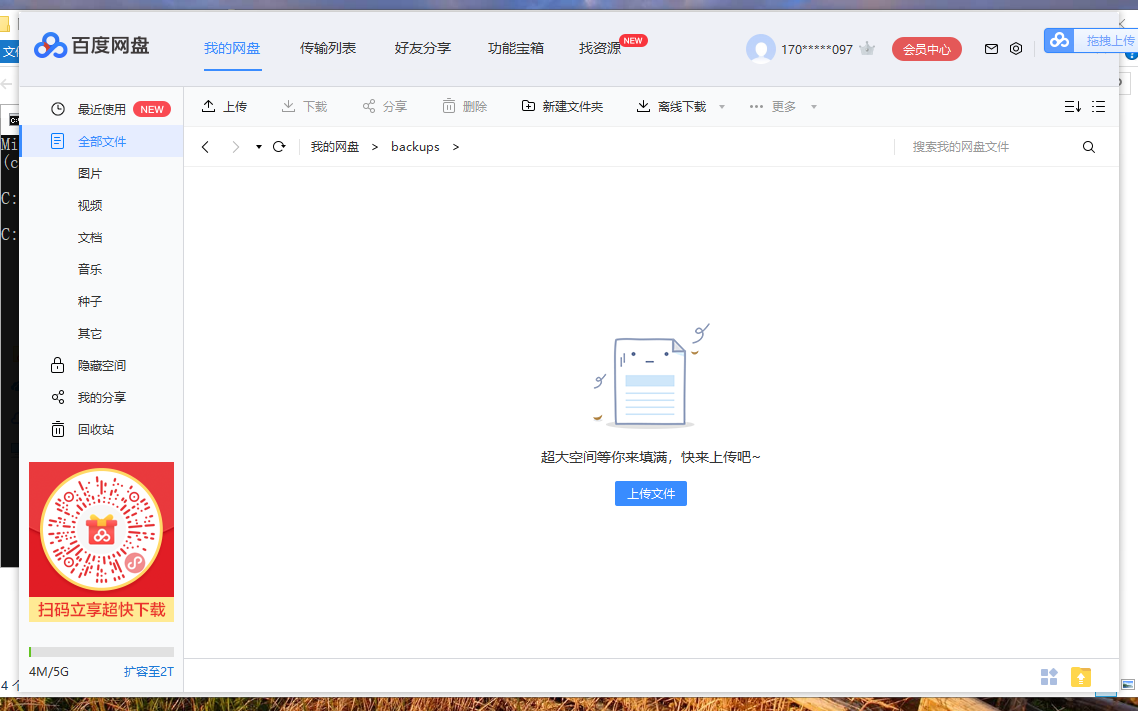 百度网盘
我的网盘
传输列表
好友分享
功能宝箱
找资源
NEW
170*****097
会员中心
拖拽上传
文
最近使用
NEW
全部文件
图片
视频
文档
音乐
种子
其它
隐藏空间
我的分享
回收站
扫码立享超快下载
4M/5G
扩容至2T
上传
下载
分享
删除
新建文件夹
离线下载
更多
我的网盘 > backups >
搜索我的网盘文件
超大空间等你来填满，快来上传吧~
上传文件
Mi
(c
C:
C:
4 个